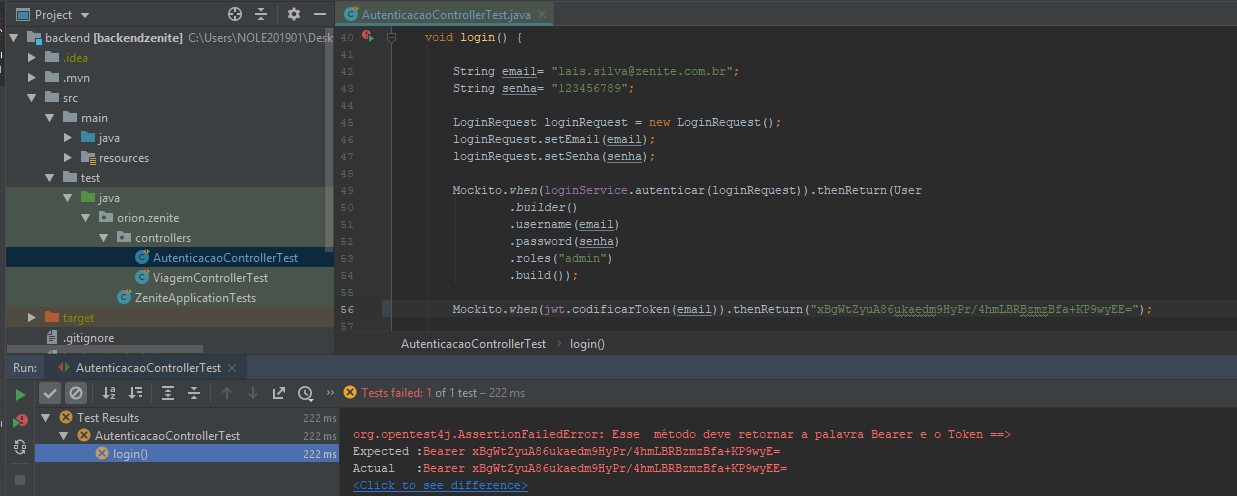 Project
AutenticacaoControllerTest.java
backend [backendzenite] C:\Users\NOLE201901\Desk
.idea
.mvn
src
main
java
resources
test
java
orion.zenite
controllers
AutenticacaoControllerTest
ViagemControllerTest
ZeniteApplicationTests
target
.gitignore
40 void login() {
41
42 String email= "lais.silva@zenite.com.br";
43 String senha= "123456789";
44
45 LoginRequest loginRequest = new LoginRequest();
46 loginRequest.setEmail(email);
47 loginRequest.setSenha(senha);
48
49 Mockito.when(loginService.autenticar(loginRequest)).thenReturn(User
50 .builder()
51 .username(email)
52 .password(senha)
53 .roles("admin")
54 .build());
55
56 Mockito.when(jwt.codificarToken(email)).thenReturn("xBgWtZyuA86ukaedm9HyPr/4hmLBRBzmzBfa+KP9wyEE=");
57
AutenticacaoControllerTest › login()
Run: AutenticacaoControllerTest
Tests failed: 1 of 1 test – 222 ms
Test Results 222 ms
AutenticacaoControllerTest 222 ms
login() 222 ms
org.opentest4j.AssertionFailedError: Esse  método deve retornar a palavra Bearer e o Token ==>
Expected :Bearer xBgWtZyuA86ukaedm9HyPr/4hmLBRBzmzBfa+KP9wyE=
Actual   :Bearer xBgWtZyuA86ukaedm9HyPr/4hmLBRBzmzBfa+KP9wyEE=
<Click to see difference>